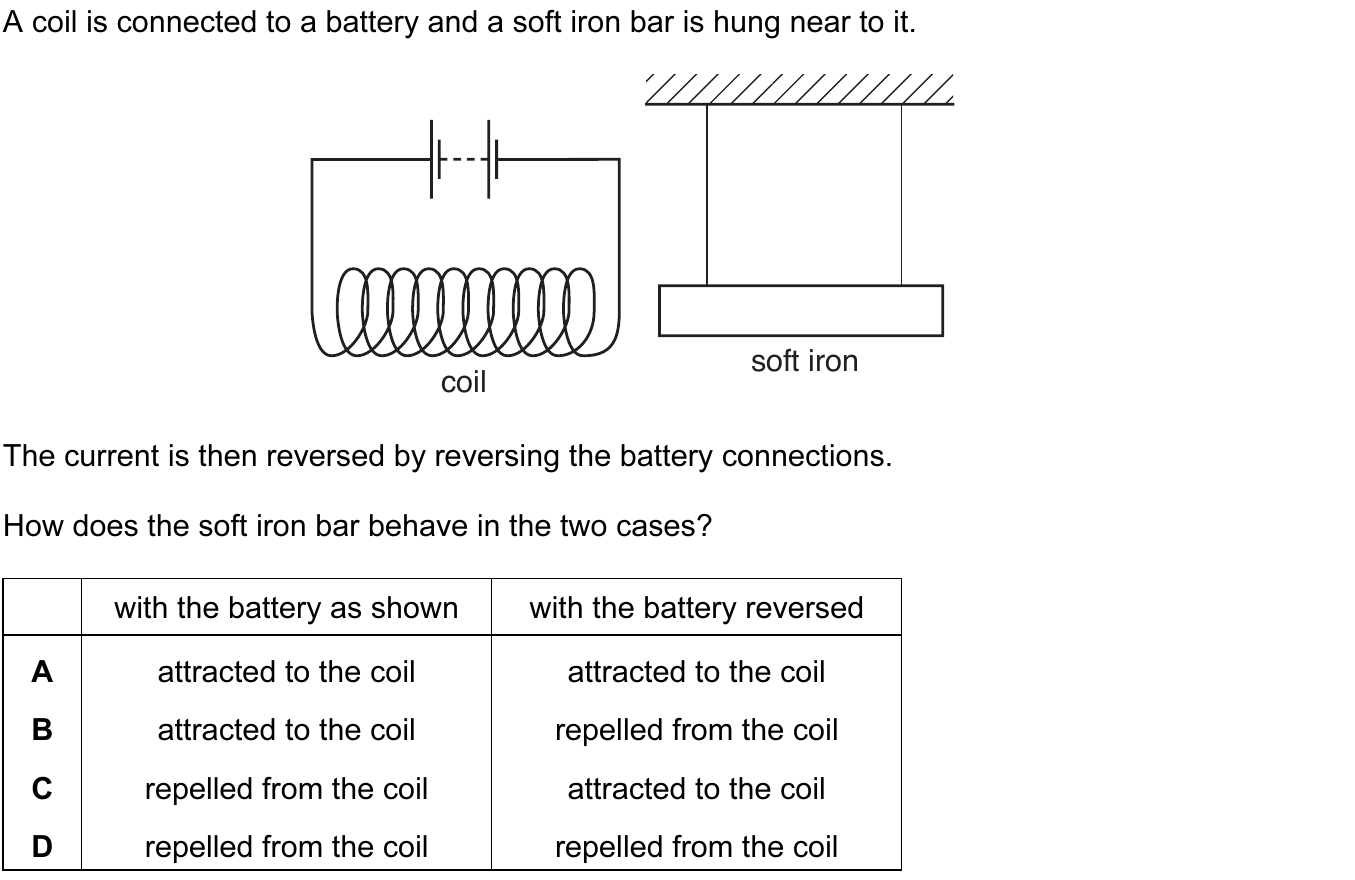 A coil is connected to a battery and a soft iron bar is hung near to it.
coil
soft iron
The current is then reversed by reversing the battery connections.
How does the soft iron bar behave in the two cases?
with the battery as shown with the battery reversed
A attracted to the coil attracted to the coil
B attracted to the coil repelled from the coil
C repelled from the coil attracted to the coil
D repelled from the coil repelled from the coil